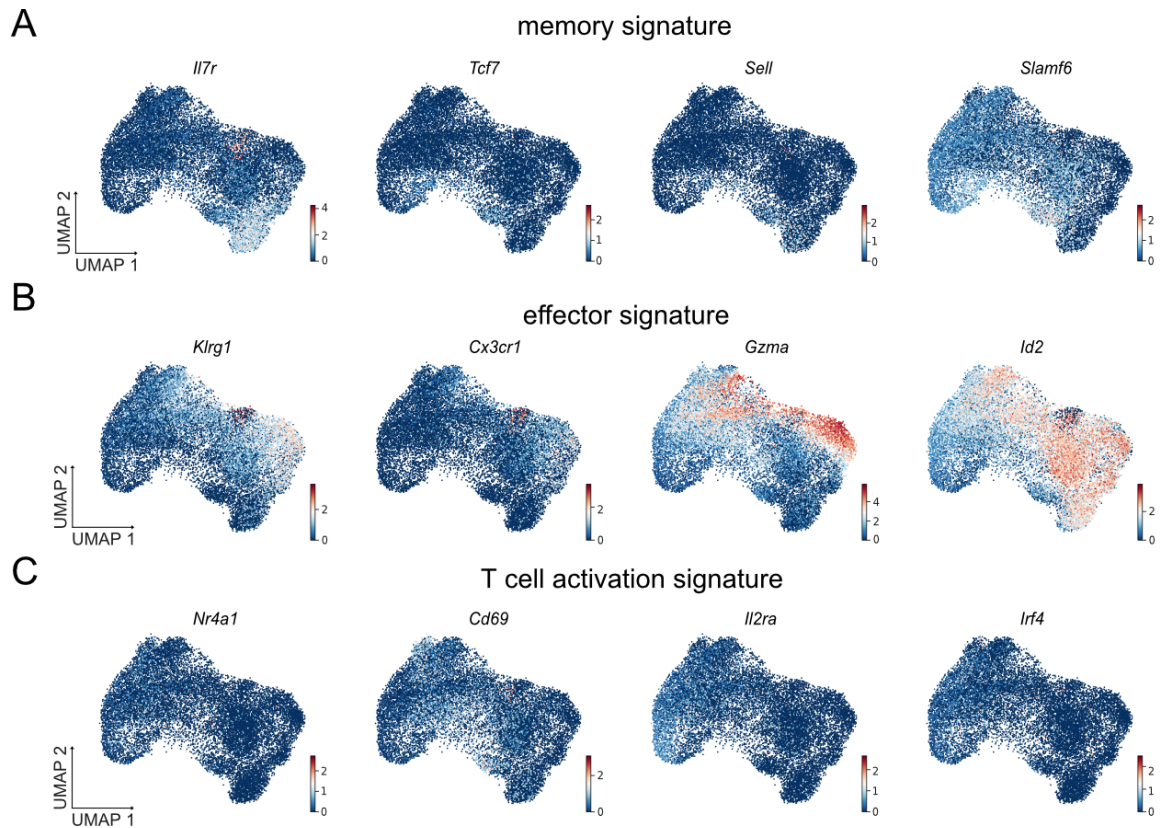 A
memory signature
Il7r
Tcf7
Sell
Slamf6
UMAP 2
UMAP 1
4
2
0
2
1
0
2
1
0
2
1
0
B
effector signature
Klrg1
Cx3cr1
Gzma
Id2
UMAP 2
UMAP 1
2
0
2
0
4
2
0
2
0
C
T cell activation signature
Nr4a1
Cd69
Il2ra
Irf4
UMAP 2
UMAP 1
2
1
0
2
0
2
1
0
2
1
0